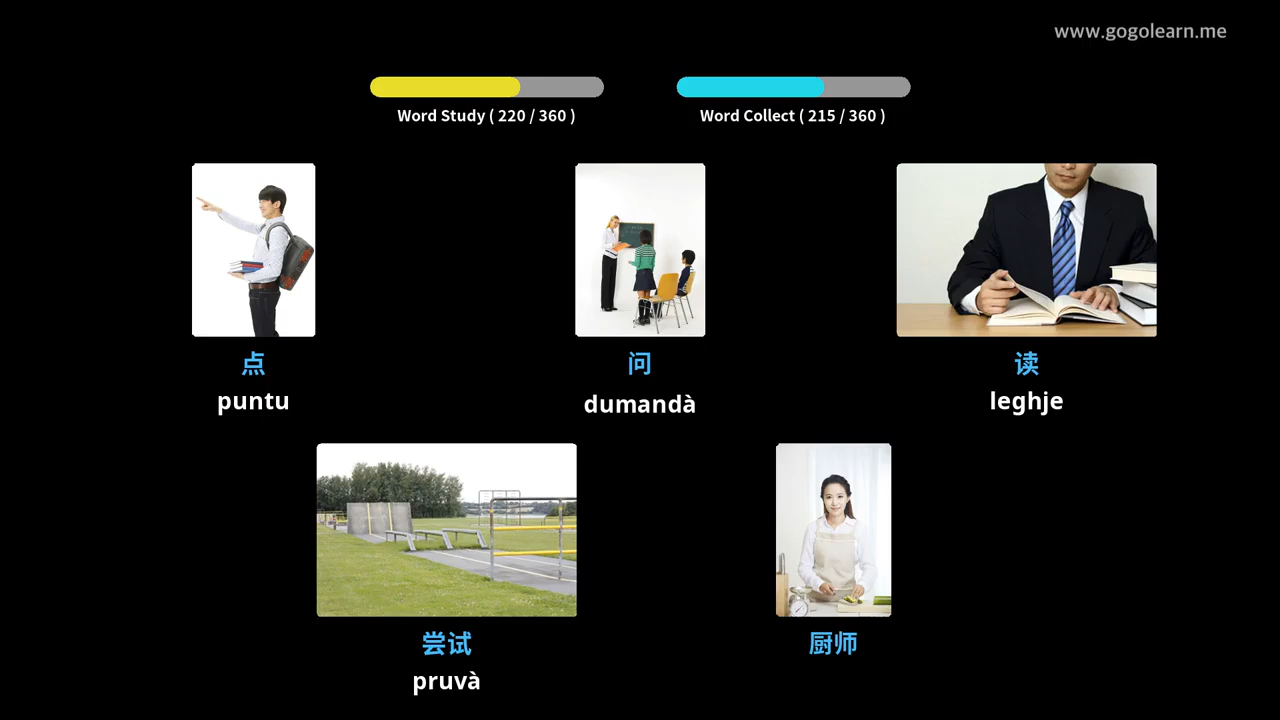 www.gogolearn.me
Word Study ( 220 / 360 )
Word Collect ( 215 / 360 )
点
puntu
问
dumandà
读
leghje
尝试
pruvà
厨师